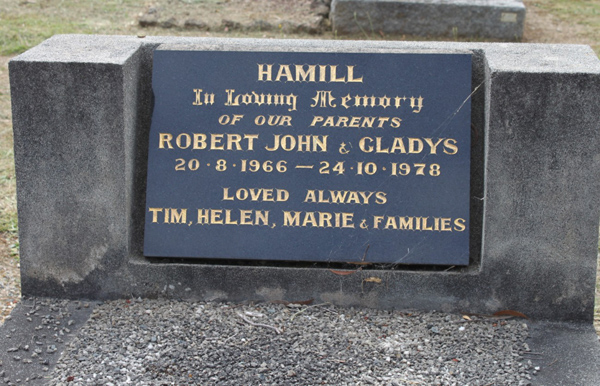 HAMILL
In Loving Memory
OF OUR PARENTS
ROBERT JOHN & GLADYS
20·8·1966 — 24·10·1978
LOVED ALWAYS
TIM, HELEN, MARIE & FAMILIES